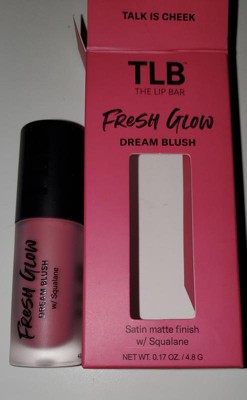 TALK IS CHEEK
TLB
THE LIP BAR
FRESH GLOW
DREAM BLUSH
Satin matte finish
w/ Squalane
NET WT. 0.17 OZ. / 4.8 G
FRESH GLOW
DREAM BLUSH
w/ Squalane